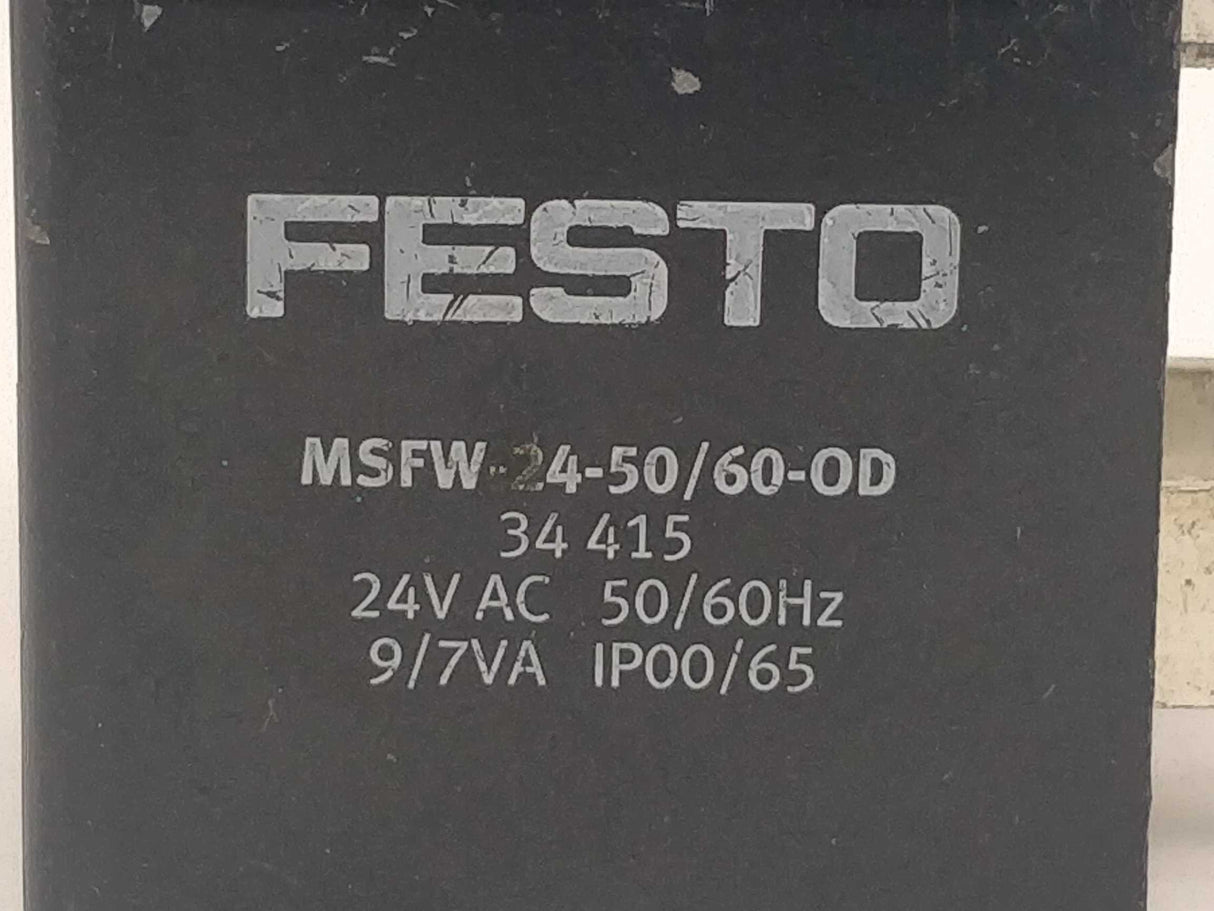 FESTO
MSFW-24-50/60-OD
34 415
24V AC 50/60Hz
9/7VA IP00/65